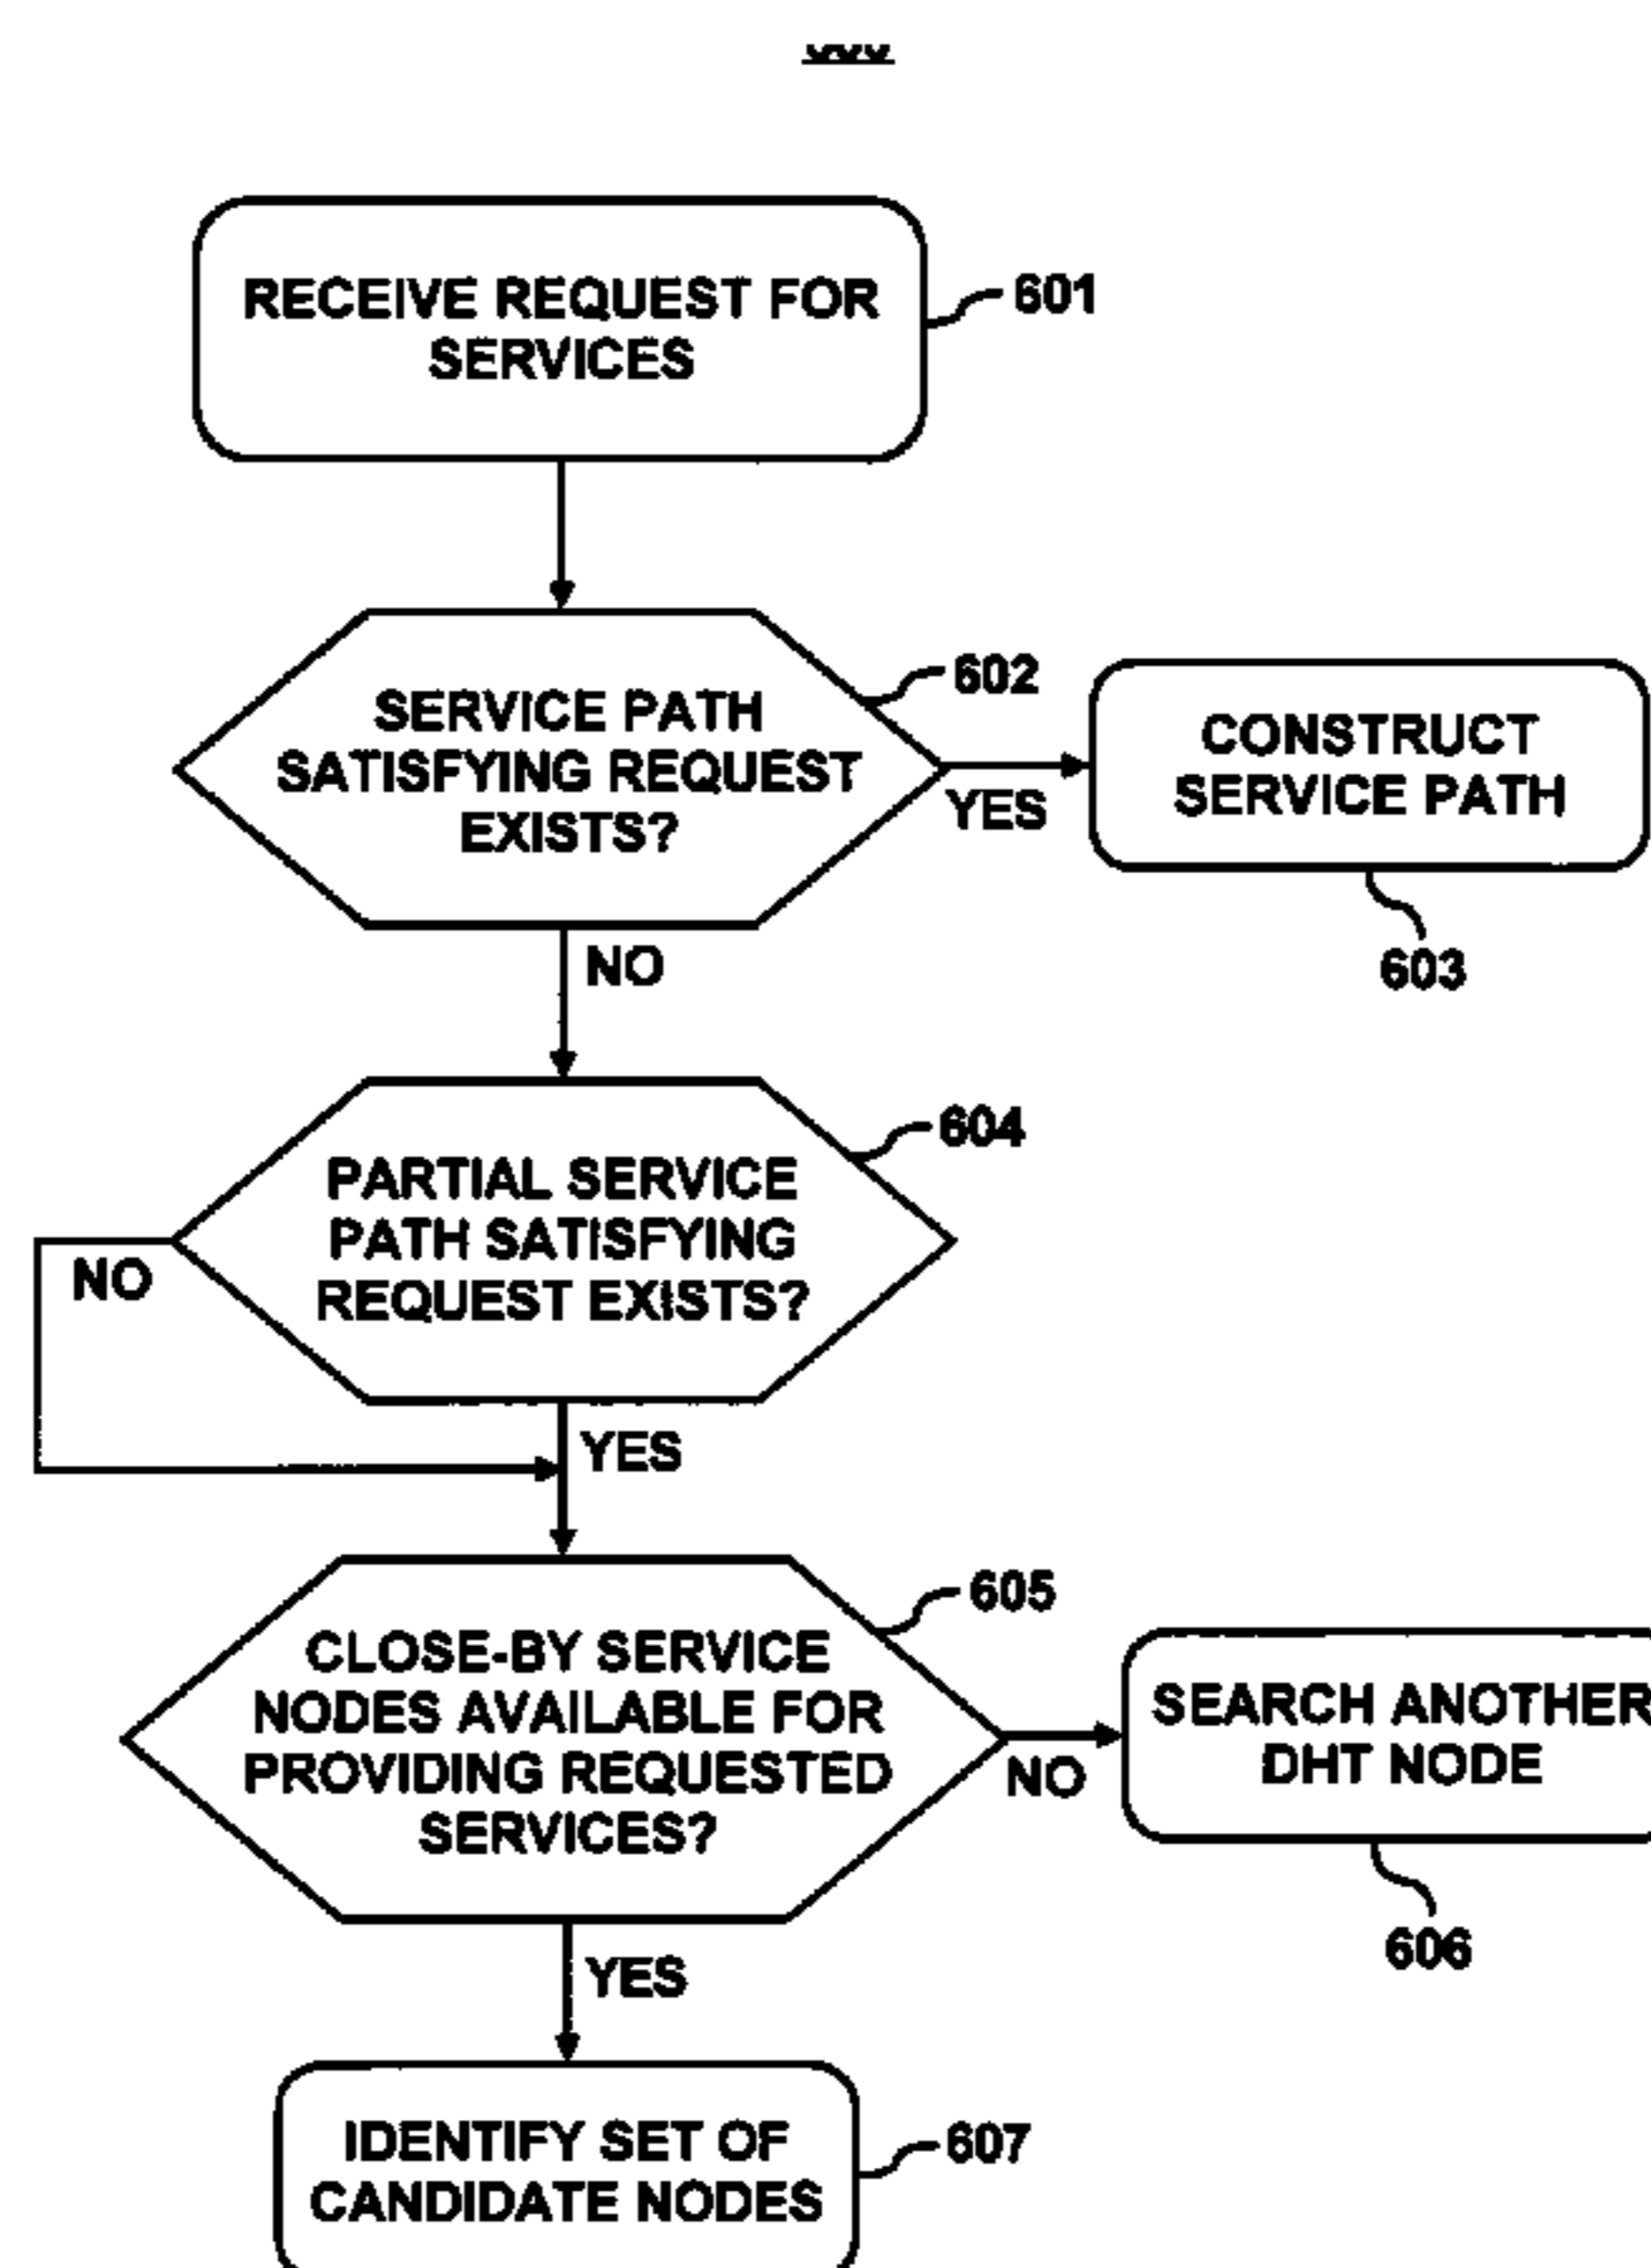 RECEIVE REQUEST FOR
SERVICES
601
SERVICE PATH
SATISFYING REQUEST
EXISTS?
602
YES
CONSTRUCT
SERVICE PATH
603
NO
PARTIAL SERVICE
PATH SATISFYING
REQUEST EXISTS?
604
NO
YES
CLOSE-BY SERVICE
NODES AVAILABLE FOR
PROVIDING REQUESTED
SERVICES?
605
NO
SEARCH ANOTHER
DHT NODE
606
YES
IDENTIFY SET OF
CANDIDATE NODES
607